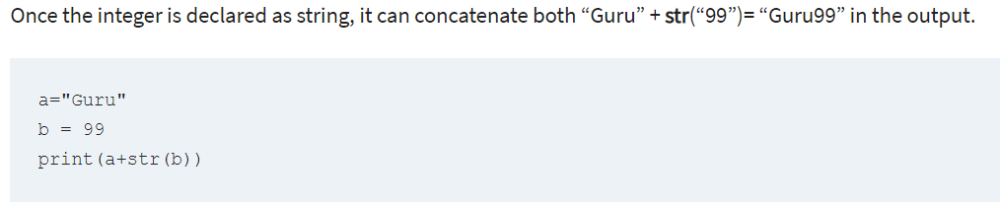 Once the integer is declared as string, it can concatenate both “Guru” + str(“99”)= “Guru99” in the output.
a="Guru"
b = 99
print(a+str(b))